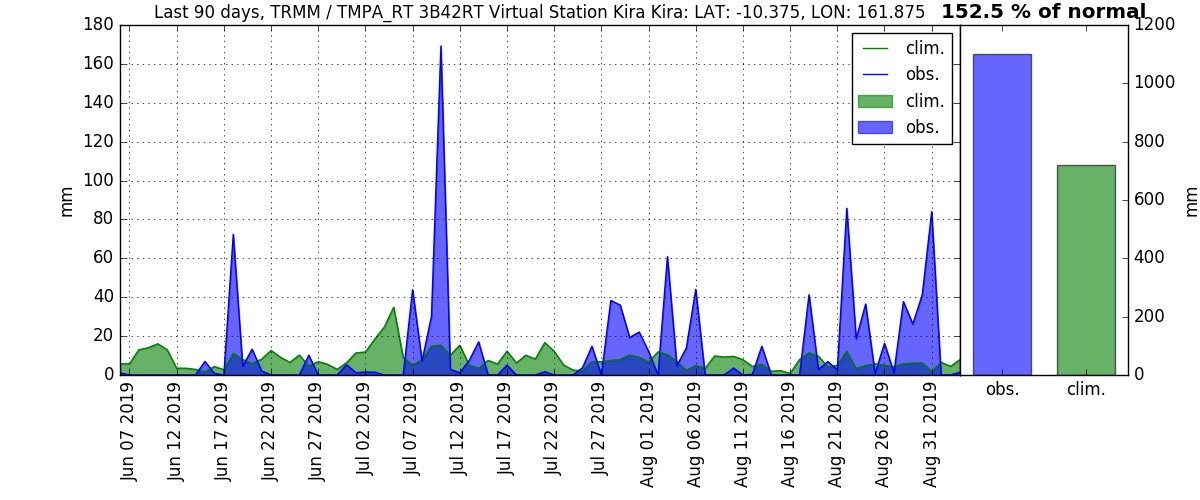 Last 90 days, TRMM / TMPA_RT 3B42RT Virtual Station Kira Kira: LAT: -10.375, LON: 161.875 152.5 % of normal
180
160
140
120
100
80
60
40
20
0
mm
clim.
obs.
clim.
obs.
Jun 07 2019
Jun 12 2019
Jun 17 2019
Jun 22 2019
Jun 27 2019
Jul 02 2019
Jul 07 2019
Jul 12 2019
Jul 17 2019
Jul 22 2019
Jul 27 2019
Aug 01 2019
Aug 06 2019
Aug 11 2019
Aug 16 2019
Aug 21 2019
Aug 26 2019
Aug 31 2019
1200
1000
800
600
400
200
0
mm
obs. clim.